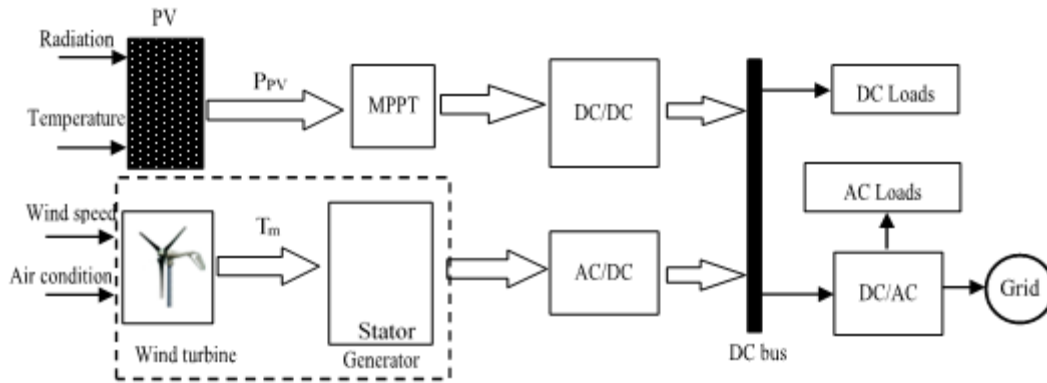 PV
Radiation
Temperature
P_PV
MPPT
DC/DC
DC Loads
AC Loads
Wind speed
Air condition
T_m
Stator
Generator
Wind turbine
AC/DC
DC bus
DC/AC
Grid